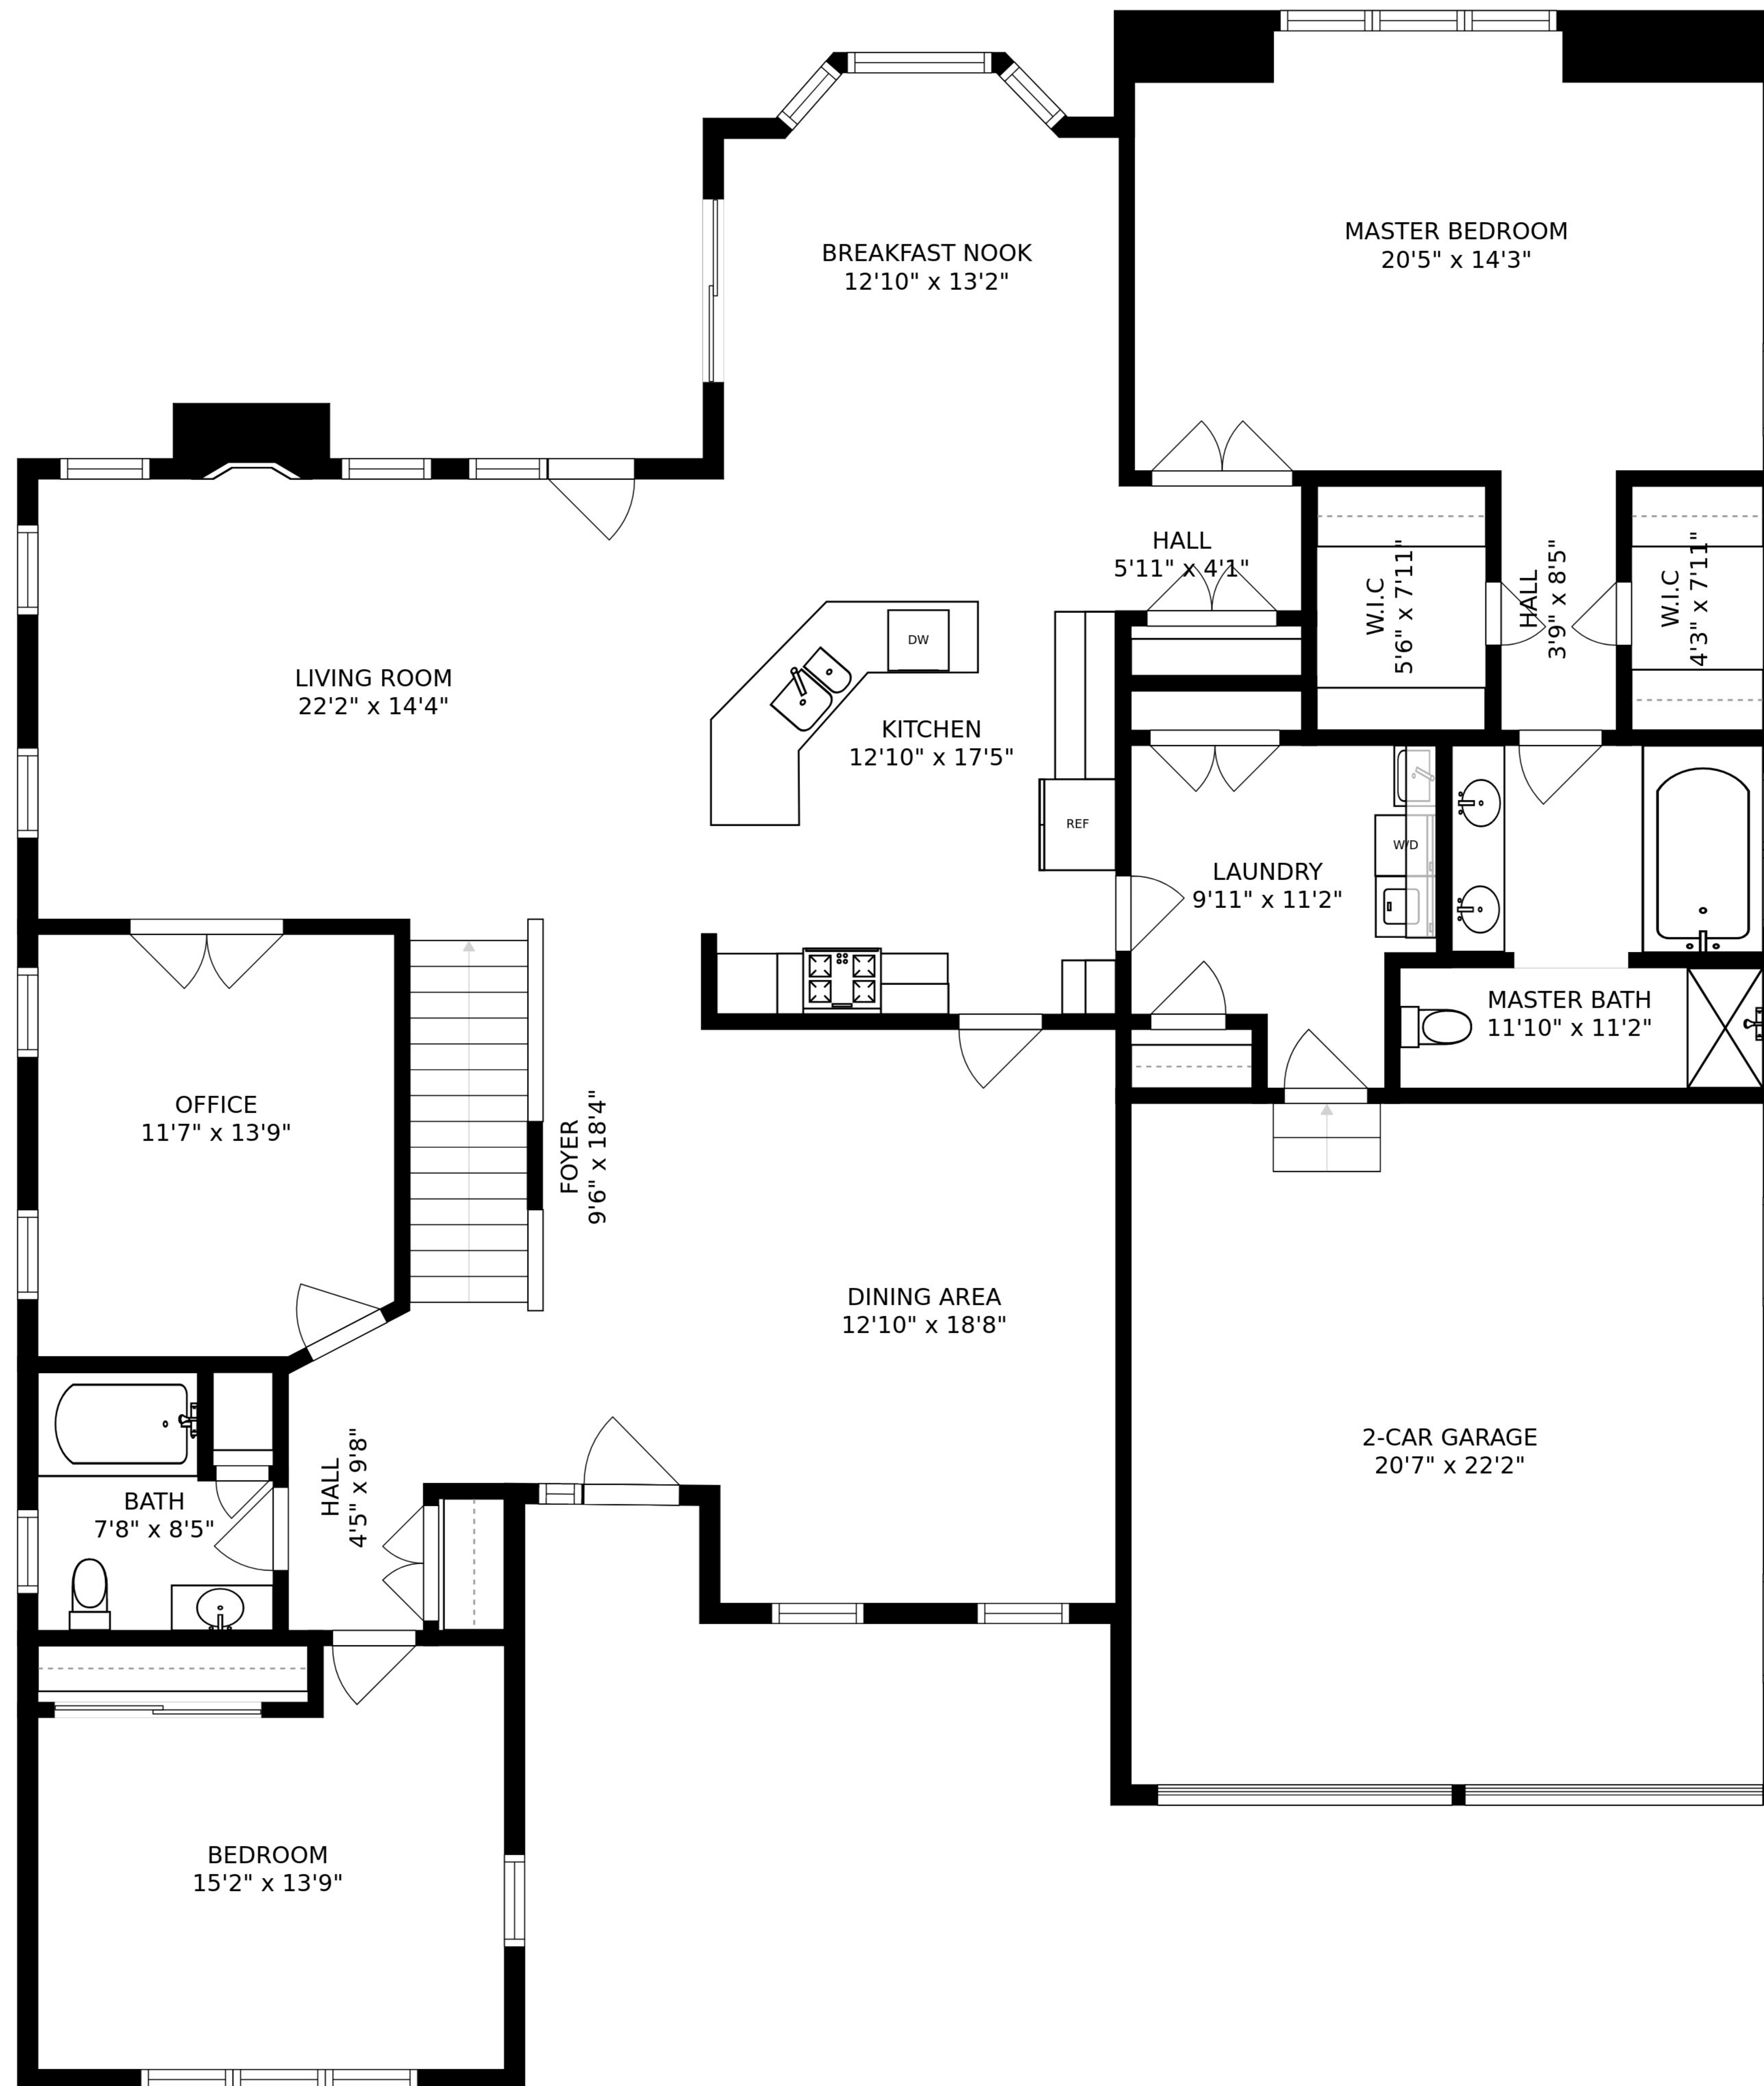 BREAKFAST NOOK
12'10" x 13'2"
MASTER BEDROOM
20'5" x 14'3"
HALL
5'11" x 4'1"
W.I.C
5'6" x 7'11"
HALL
3'9" x 8'5"
W.I.C
4'3" x 7'11"
LIVING ROOM
22'2" x 14'4"
DW
KITCHEN
12'10" x 17'5"
REF
W/D
LAUNDRY
9'11" x 11'2"
MASTER BATH
11'10" x 11'2"
OFFICE
11'7" x 13'9"
FOYER
9'6" x 18'4"
DINING AREA
12'10" x 18'8"
2-CAR GARAGE
20'7" x 22'2"
HALL
4'5" x 9'8"
BATH
7'8" x 8'5"
BEDROOM
15'2" x 13'9"